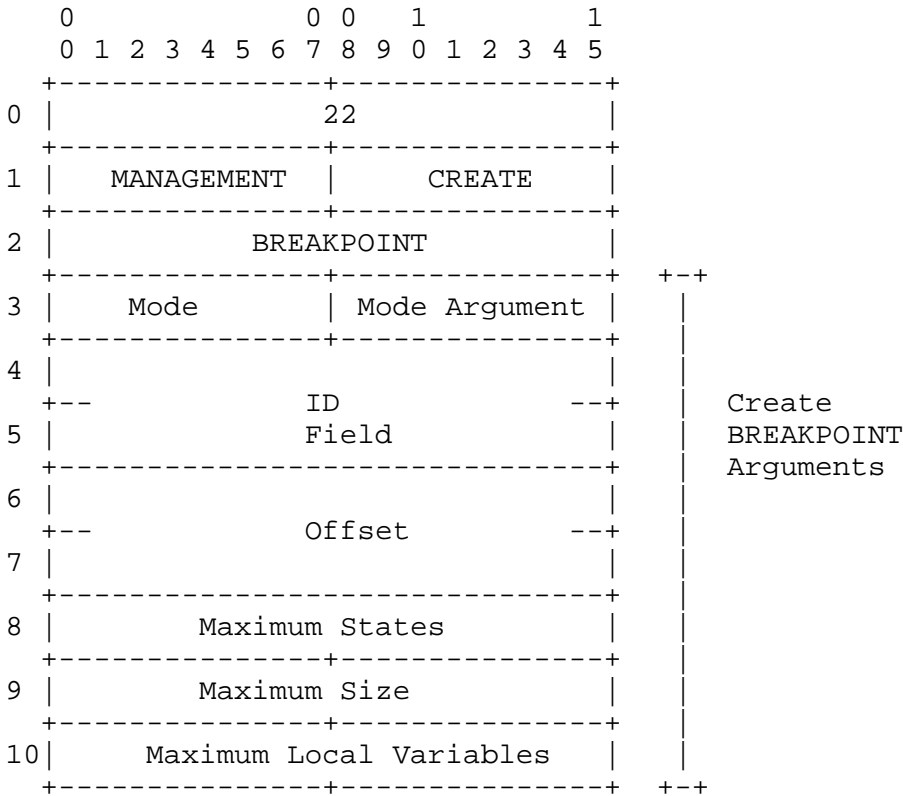 0 0 0 1 1
0 1 2 3 4 5 6 7 8 9 0 1 2 3 4 5
0 22
1 MANAGEMENT CREATE
2 BREAKPOINT
3 Mode Mode Argument
4
ID Create
5 Field BREAKPOINT
Arguments
6
Offset
7
8 Maximum States
9 Maximum Size
10 Maximum Local Variables